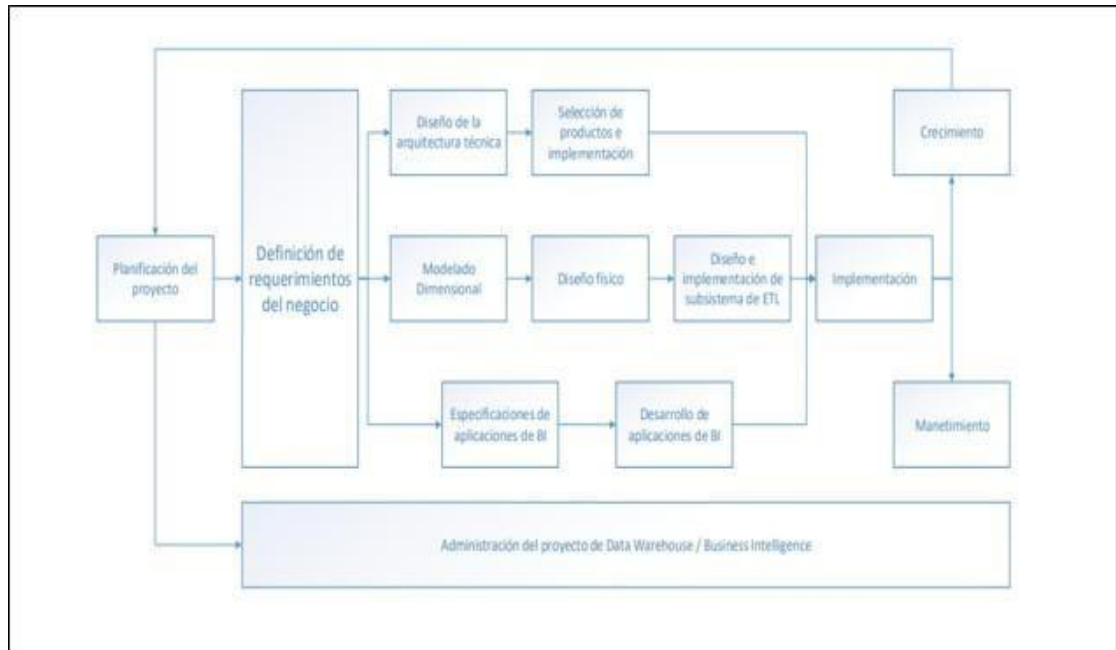 Planificación del
proyecto
Definición de
requerimientos
del negocio
Diseño de la
arquitectura técnica
Selección de
productos e
implementación
Modelado
Dimensional
Diseño físico
Diseño e
implementación de
subsistema de ETL
Especificaciones de
aplicaciones de BI
Desarrollo de
aplicaciones de BI
Implementación
Crecimiento
Manetimiento
Administración del proyecto de Data Warehouse / Business Intelligence